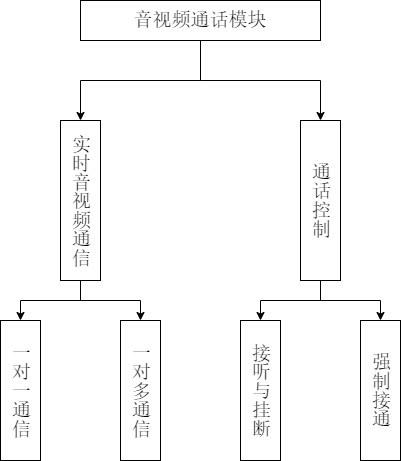 音视频通话模块
实时音视频通信
通话控制
一对一通信
一对多通信
接听与挂断
强制接通